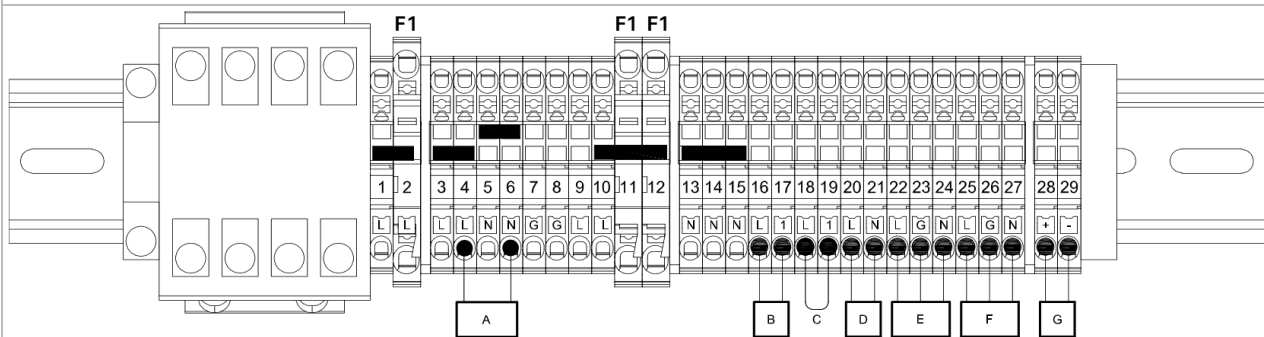 F1 F1 F1
1 2 3 4 5 6 7 8 9 10 11 12 13 14 15 16 17 18 19 20 21 22 23 24 25 26 27 28 29
L L L L N N G G L L N N N L 1 L 1 L N L G N L G N + -
A B C D E F G